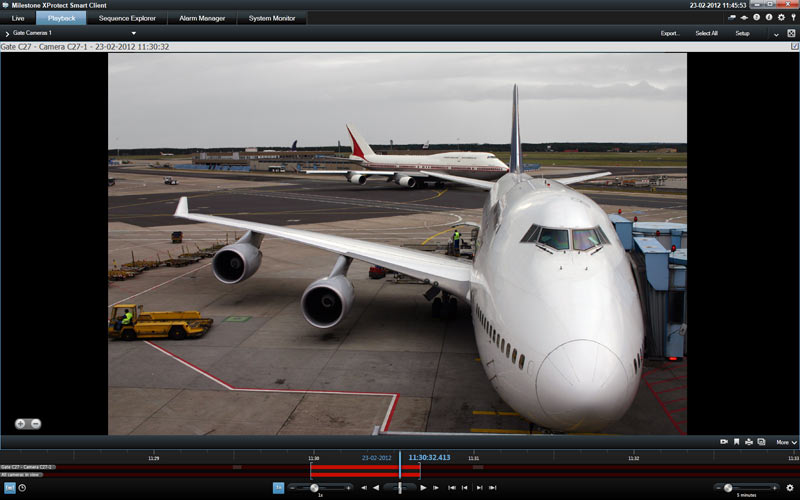 Milestone XProtect Smart Client
23-02-2012 11:45:53
Live Playback Sequence Explorer Alarm Manager System Monitor
Gate Cameras 1
Export... Select All Setup
Gate C27 - Camera C27-1 - 23-02-2012 11:30:32
More
11:29 11:30 23-02-2012 11:30:32.413 11:31 11:32 11:33
Gate C27 - Camera C27-1
All cameras in view
1x
5 minutes